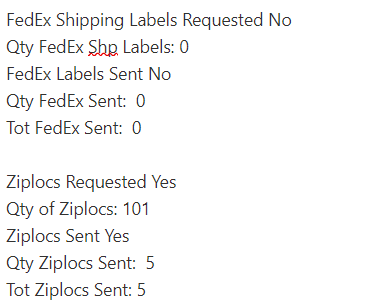 FedEx Shipping Labels Requested No
Qty FedEx Shp Labels: 0
FedEx Labels Sent No
Qty FedEx Sent:  0
Tot FedEx Sent:  0

Ziplocs Requested Yes
Qty of Ziplocs: 101
Ziplocs Sent Yes
Qty Ziplocs Sent:  5
Tot Ziplocs Sent: 5